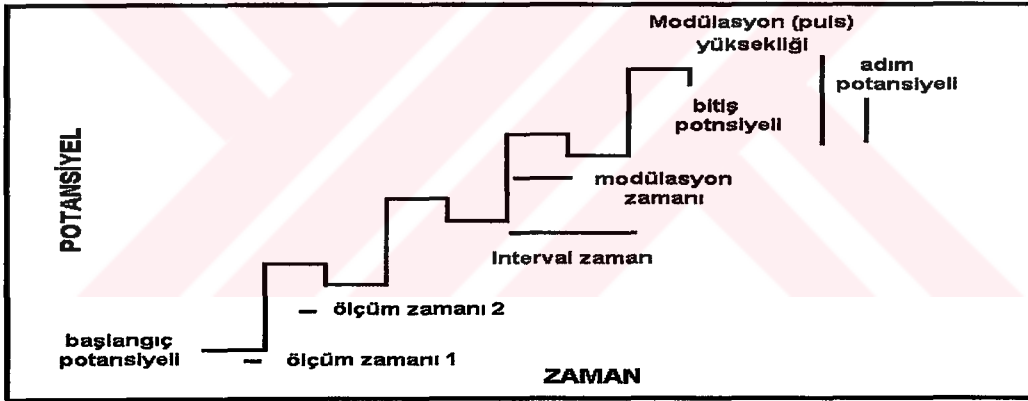 Modülasyon (puls)
yüksekliği
adım
potansiyeli
bitiş
potnsiyeli
modülasyon
zamanı
Interval zaman
POTANSİYEL
ölçüm zamanı 2
başlangıç
potansiyeli
ölçüm zamanı 1
ZAMAN